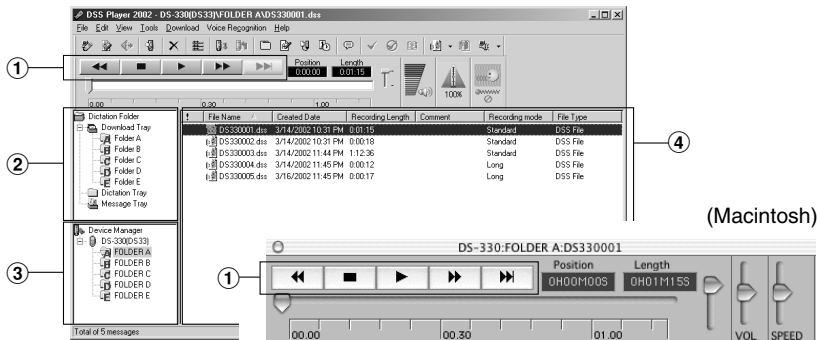 DSS Player 2002 - DS-330(DS33)\FOLDER A\DS330001.dss
File Edit View Tools Download Voice Recognition Help
1
Position Length
0:00:00 0:01:15
0.00 0.30 1.00
100%
Dictation Folder
Download Tray
Folder A
Folder B
Folder C
Folder D
Folder E
Dictation Tray
Message Tray
2
! File Name Created Date Recording Length Comment Recording mode File Type
DS330001.dss 3/14/2002 10:31 PM 0:01:15 Standard DSS File
DS330002.dss 3/14/2002 10:31 PM 0:00:18 Standard DSS File
DS330003.dss 3/14/2002 11:44 PM 1:12:36 Standard DSS File
DS330004.dss 3/14/2002 11:45 PM 0:00:12 Long DSS File
DS330005.dss 3/16/2002 11:45 PM 0:00:17 Long DSS File
4
Device Manager
DS-330(DS33)
FOLDER A
FOLDER B
FOLDER C
FOLDER D
FOLDER E
3
Total of 5 messages
(Macintosh)
DS-330:FOLDER A:DS330001
1
Position Length
0H00M00S 0H01M15S
00.00 00.30 01.00
VOL SPEED